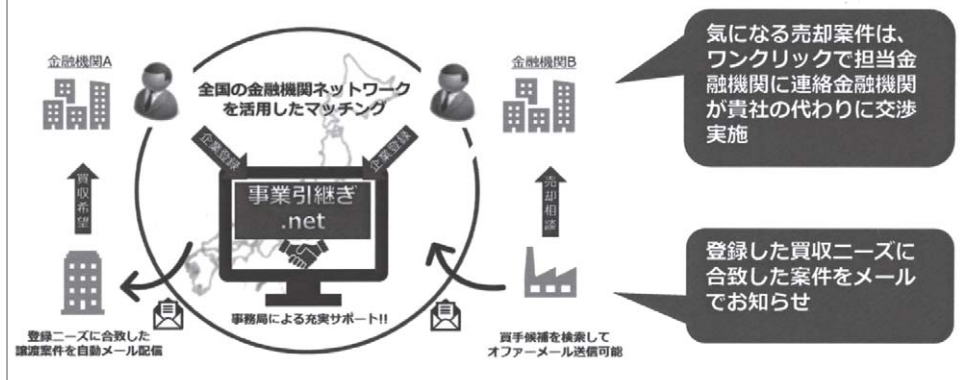 金融機関A
全国の金融機関ネットワーク
を活用したマッチング
金融機関B
企業登録
企業登録
事業引継ぎ
.net
買収希望
売却相談
事務局による充実サポート!!
登録ニーズに合致した
譲渡案件を自動メール配信
買手候補を検索して
オファーメール送信可能
気になる売却案件は、
ワンクリックで担当金
融機関に連絡金融機関
が貴社の代わりに交渉
実施
登録した買収ニーズに
合致した案件をメール
でお知らせ